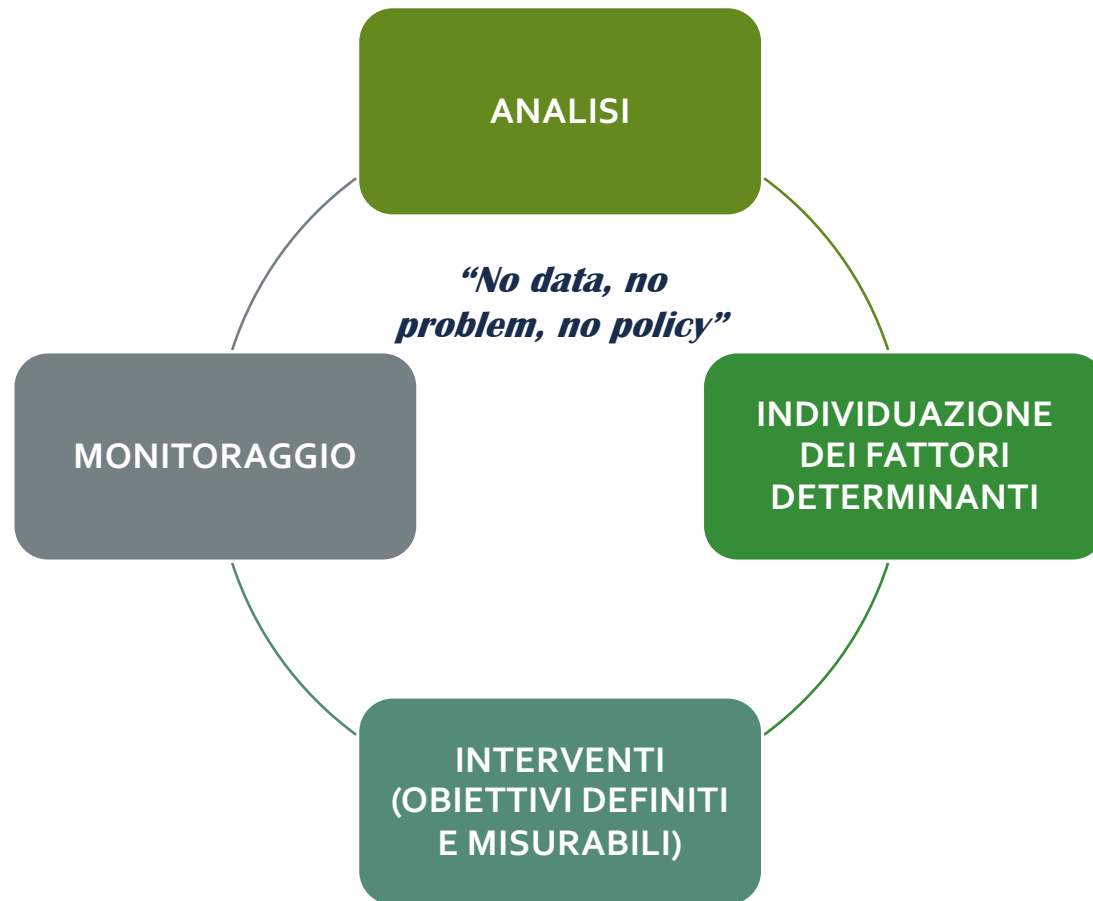 ANALISI
“No data, no
problem, no policy”
INDIVIDUAZIONE
DEI FATTORI
DETERMINANTI
MONITORAGGIO
INTERVENTI
(OBIETTIVI DEFINITI
E MISURABILI)